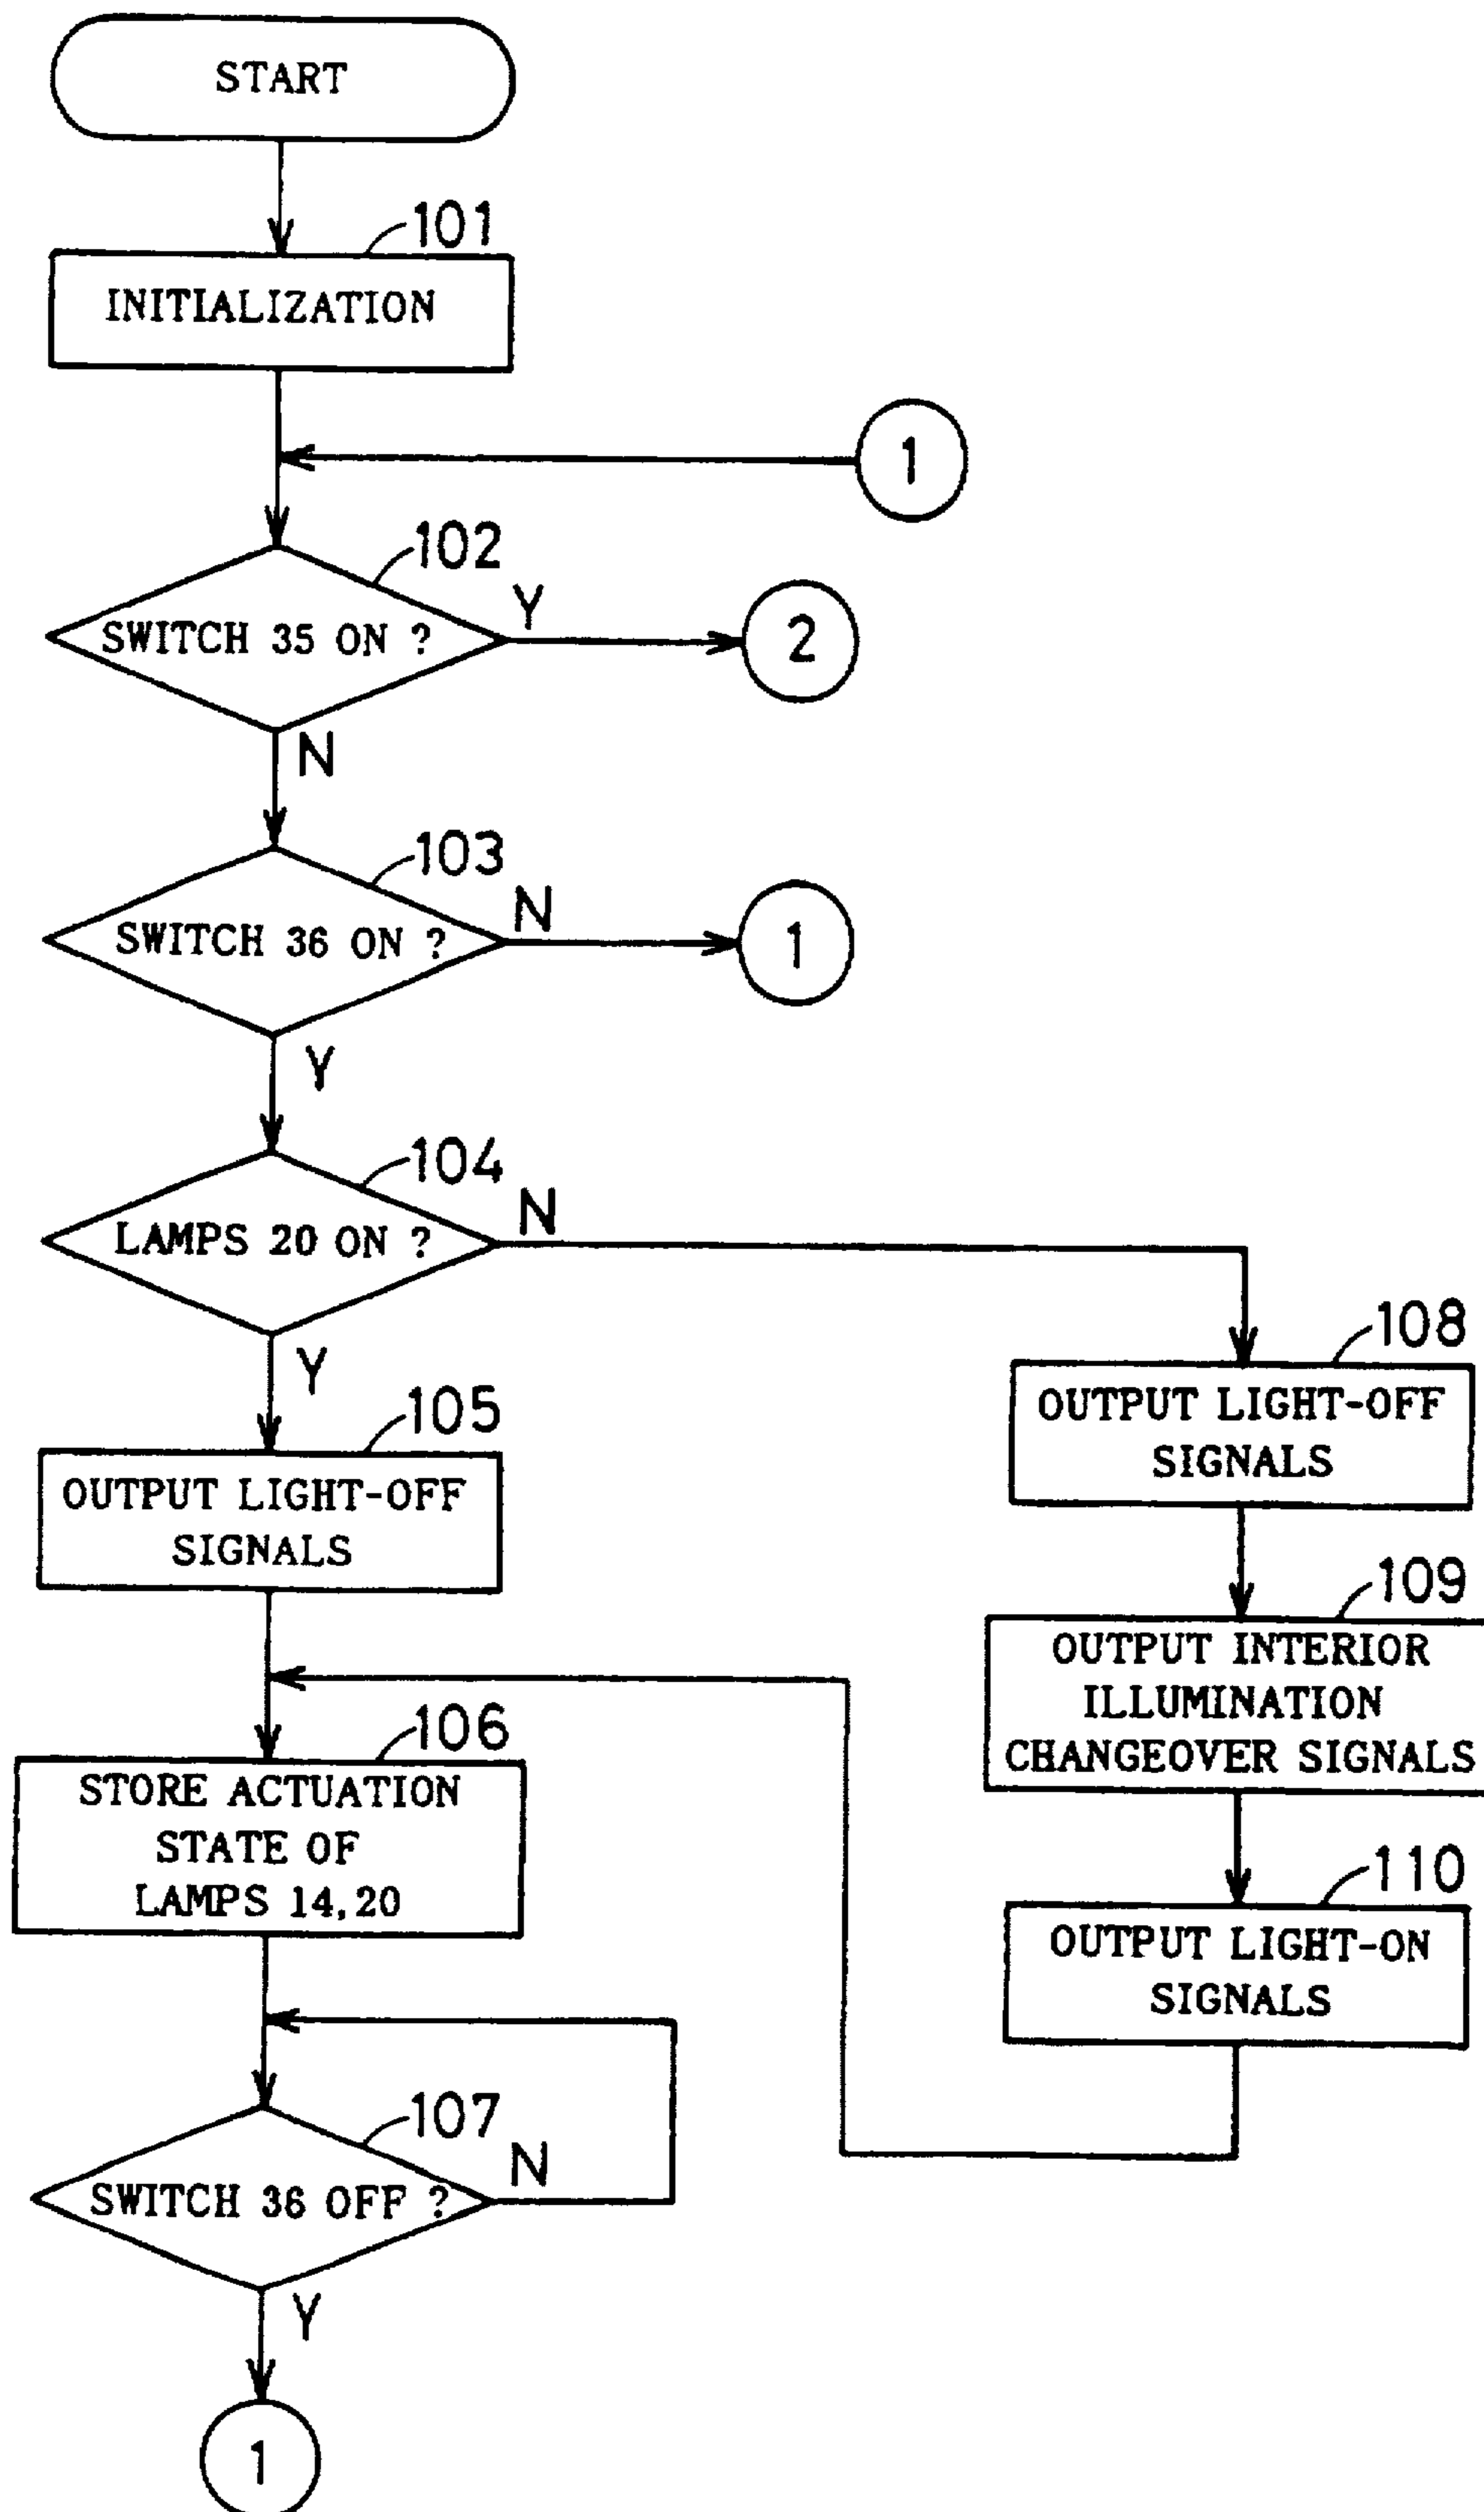 START
101
INITIALIZATION
1
102
SWITCH 35 ON ?
Y
2
N
103
SWITCH 36 ON ?
N
1
Y
104
LAMPS 20 ON ?
N
Y
105
OUTPUT LIGHT-OFF
SIGNALS
106
STORE ACTUATION
STATE OF
LAMPS 14,20
107
SWITCH 36 OFF ?
N
Y
1
108
OUTPUT LIGHT-OFF
SIGNALS
109
OUTPUT INTERIOR
ILLUMINATION
CHANGEOVER SIGNALS
110
OUTPUT LIGHT-ON
SIGNALS